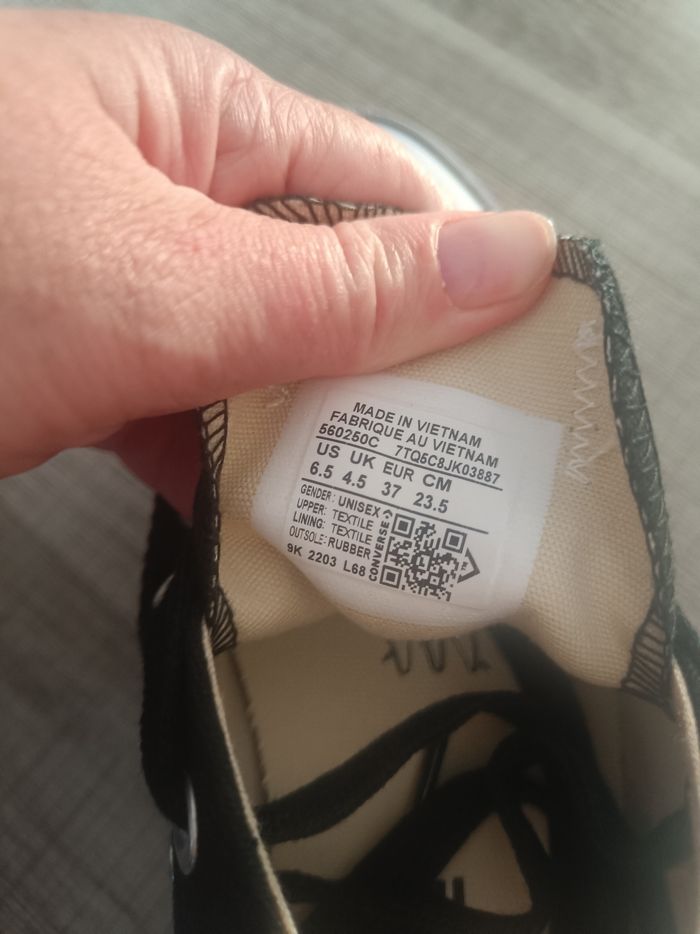 MADE IN VIETNAM
FABRIQUE AU VIETNAM
560250C 7TQ5C8JK03887
US UK EUR CM
6.5 4.5 37 23.5
GENDER: UNISEX
UPPER: TEXTILE
LINING: TEXTILE
OUTSOLE: RUBBER
9K 2203 L68
CONVERSE